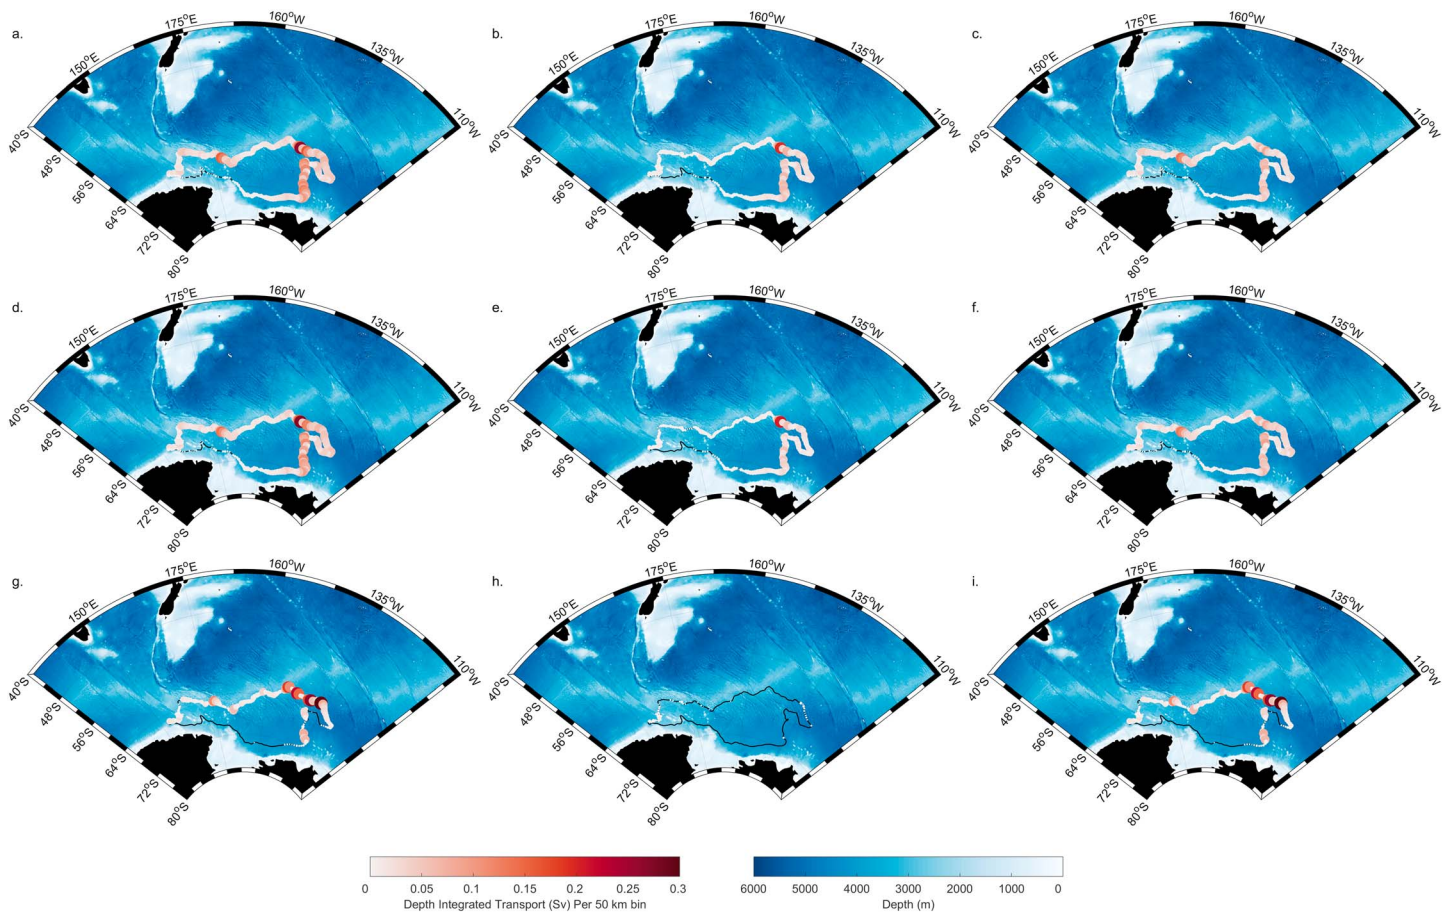 a.
175°E
160°W
150°E
135°W
40°S
110°W
48°S
56°S
64°S
72°S
80°S
b.
175°E
160°W
150°E
135°W
40°S
110°W
48°S
56°S
64°S
72°S
80°S
c.
175°E
160°W
150°E
135°W
40°S
110°W
48°S
56°S
64°S
72°S
80°S
d.
175°E
160°W
150°E
135°W
40°S
110°W
48°S
56°S
64°S
72°S
80°S
e.
175°E
160°W
150°E
135°W
40°S
110°W
48°S
56°S
64°S
72°S
80°S
f.
175°E
160°W
150°E
135°W
40°S
110°W
48°S
56°S
64°S
72°S
80°S
g.
175°E
160°W
150°E
135°W
40°S
110°W
48°S
56°S
64°S
72°S
80°S
h.
175°E
160°W
150°E
135°W
40°S
110°W
48°S
56°S
64°S
72°S
80°S
i.
175°E
160°W
150°E
135°W
40°S
110°W
48°S
56°S
64°S
72°S
80°S
0 0.05 0.1 0.15 0.2 0.25 0.3
Depth Integrated Transport (Sv) Per 50 km bin
6000 5000 4000 3000 2000 1000 0
Depth (m)